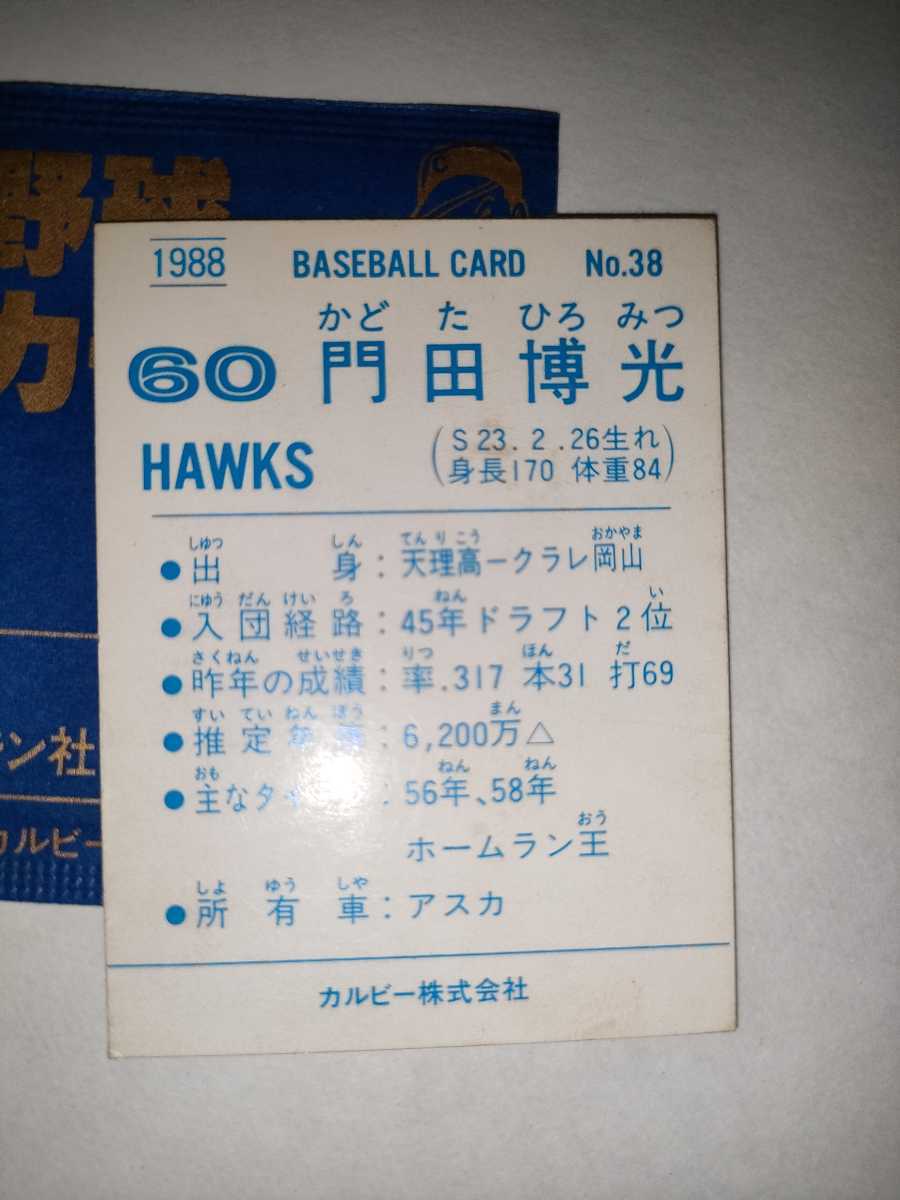 野球
カー
1988 BASEBALL CARD No.38
かど た ひろ みつ
60 門田博光
HAWKS
(S23.2.26生れ
身長170 体重84)
しゆつ しん てんりこう おかやま
●出身:天理高ークラレ岡山
にゆう だん けい ろ ねん い
●入団経路:45年ドラフト2位
さくねん せいせき りつ ほん だ
●昨年の成績:率.317 本31 打69
すい てい ねん ぽう まん
●推定年俸:6,200万△
おも ねん ねん
●主なタ :56年、58年
おう
ホームラン王
しよ ゆう しや
●所有車:アスカ
カルビー株式会社
ン社
カルビー